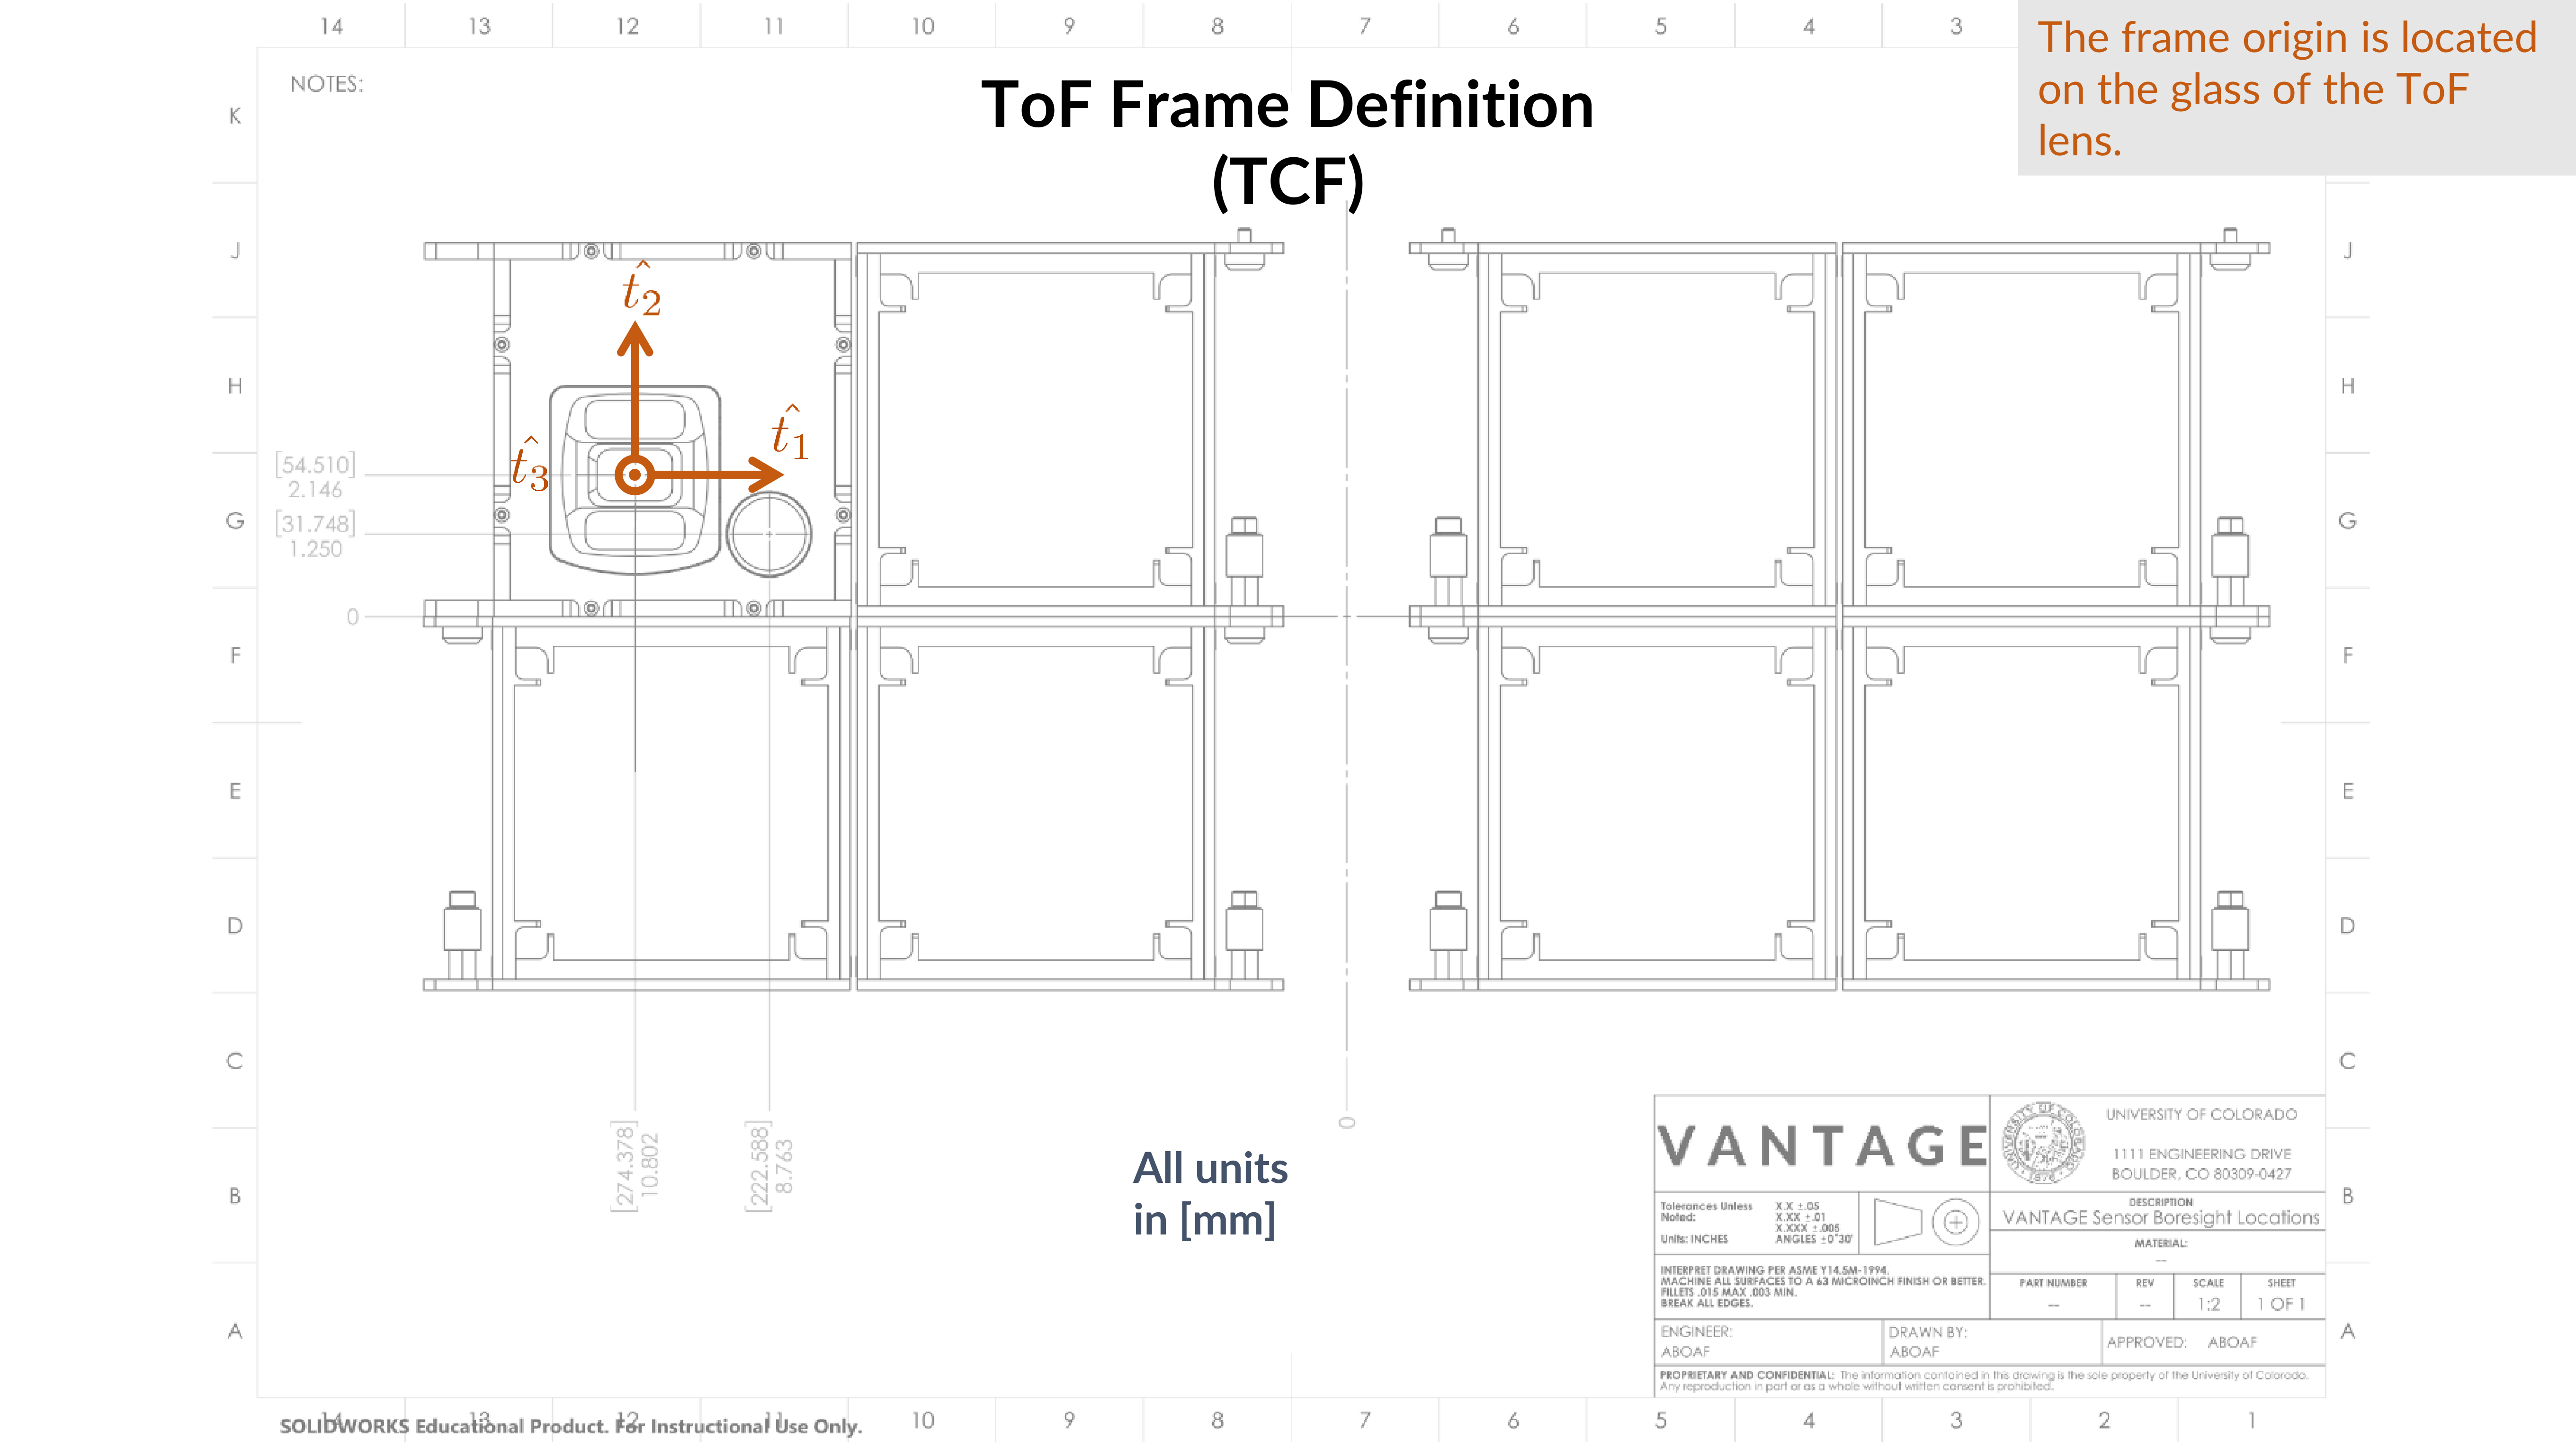 14 13 12 11 10 9 8 7 6 5 4 3
The frame origin is located
on the glass of the ToF
lens.
NOTES:
ToF Frame Definition
(TCF)
K
J J
H H
G G
F F
E E
D D
C C
B B
A A
t̂2
t̂1
t̂3
[54.510]
2.146
[31.748]
1.250
0
[274.378]
10.802
[222.588]
8.763
0
All units
in [mm]
VANTAGE
UNIVERSITY OF COLORADO
1111 ENGINEERING DRIVE
BOULDER, CO 80309-0427
Tolerances Unless
Noted:
Units: INCHES
X.X ±.05
X.XX ±.01
X.XXX ±.005
ANGLES ±0°30'
DESCRIPTION
VANTAGE Sensor Boresight Locations
MATERIAL:
--
INTERPRET DRAWING PER ASME Y14.5M-1994.
MACHINE ALL SURFACES TO A 63 MICROINCH FINISH OR BETTER.
FILLETS .015 MAX .003 MIN.
BREAK ALL EDGES.
PART NUMBER REV SCALE SHEET
-- -- 1:2 1 OF 1
ENGINEER:
ABOAF
DRAWN BY:
ABOAF
APPROVED: ABOAF
PROPRIETARY AND CONFIDENTIAL: The information contained in this drawing is the sole property of the University of Colorado.
Any reproduction in part or as a whole without written consent is prohibited.
SOLIDWORKS Educational Product. For Instructional Use Only.
14 13 12 11 10 9 8 7 6 5 4 3 2 1